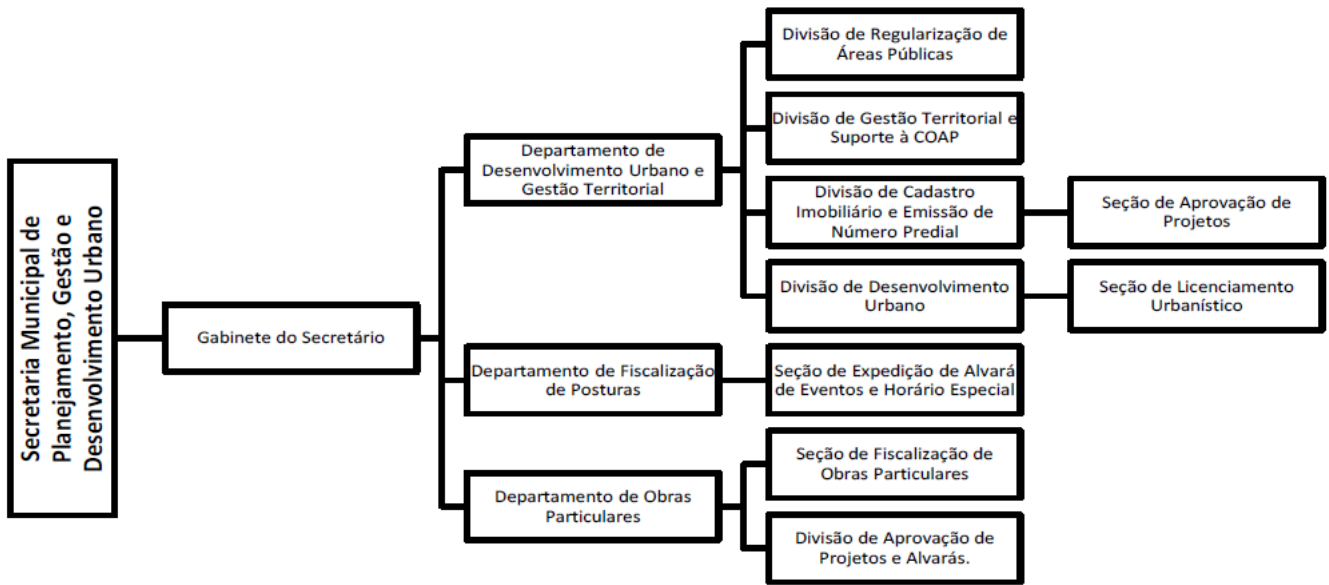 Secretaria Municipal de
Planejamento, Gestão e
Desenvolvimento Urbano
Gabinete do Secretário
Departamento de
Desenvolvimento Urbano e
Gestão Territorial
Divisão de Regularização de
Áreas Públicas
Divisão de Gestão Territorial e
Suporte à COAP
Divisão de Cadastro
Imobiliário e Emissão de
Número Predial
Seção de Aprovação de
Projetos
Divisão de Desenvolvimento
Urbano
Seção de Licenciamento
Urbanístico
Departamento de Fiscalização
de Posturas
Seção de Expedição de Alvará
de Eventos e Horário Especial
Departamento de Obras
Particulares
Seção de Fiscalização de
Obras Particulares
Divisão de Aprovação de
Projetos e Alvarás.